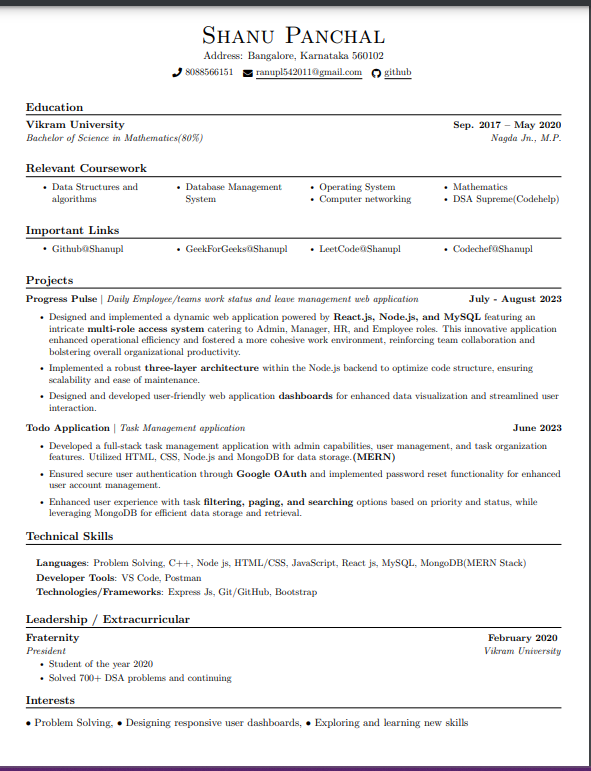 Shanu Panchal
Address: Bangalore, Karnataka 560102
8088566151 ranupl542011@gmail.com github
Education
Vikram University Sep. 2017 – May 2020
Bachelor of Science in Mathematics(80%) Nagda Jn., M.P.
Relevant Coursework
• Data Structures and algorithms
• Database Management System
• Operating System
• Computer networking
• Mathematics
• DSA Supreme(Codehelp)
Important Links
• Github@Shanupl • GeekForGeeks@Shanupl • LeetCode@Shanupl • Codechef@Shanupl
Projects
Progress Pulse | Daily Employee/teams work status and leave management web application July - August 2023
• Designed and implemented a dynamic web application powered by React.js, Node.js, and MySQL featuring an
intricate multi-role access system catering to Admin, Manager, HR, and Employee roles. This innovative application
enhanced operational efficiency and fostered a more cohesive work environment, reinforcing team collaboration and
bolstering overall organizational productivity.
• Implemented a robust three-layer architecture within the Node.js backend to optimize code structure, ensuring
scalability and ease of maintenance.
• Designed and developed user-friendly web application dashboards for enhanced data visualization and streamlined user
interaction.
Todo Application | Task Management application June 2023
• Developed a full-stack task management application with admin capabilities, user management, and task organization
features. Utilized HTML, CSS, Node.js and MongoDB for data storage.(MERN)
• Ensured secure user authentication through Google OAuth and implemented password reset functionality for enhanced
user account management.
• Enhanced user experience with task filtering, paging, and searching options based on priority and status, while
leveraging MongoDB for efficient data storage and retrieval.
Technical Skills
Languages: Problem Solving, C++, Node js, HTML/CSS, JavaScript, React js, MySQL, MongoDB(MERN Stack)
Developer Tools: VS Code, Postman
Technologies/Frameworks: Express Js, Git/GitHub, Bootstrap
Leadership / Extracurricular
Fraternity February 2020
President Vikram University
• Student of the year 2020
• Solved 700+ DSA problems and continuing
Interests
• Problem Solving, • Designing responsive user dashboards, • Exploring and learning new skills